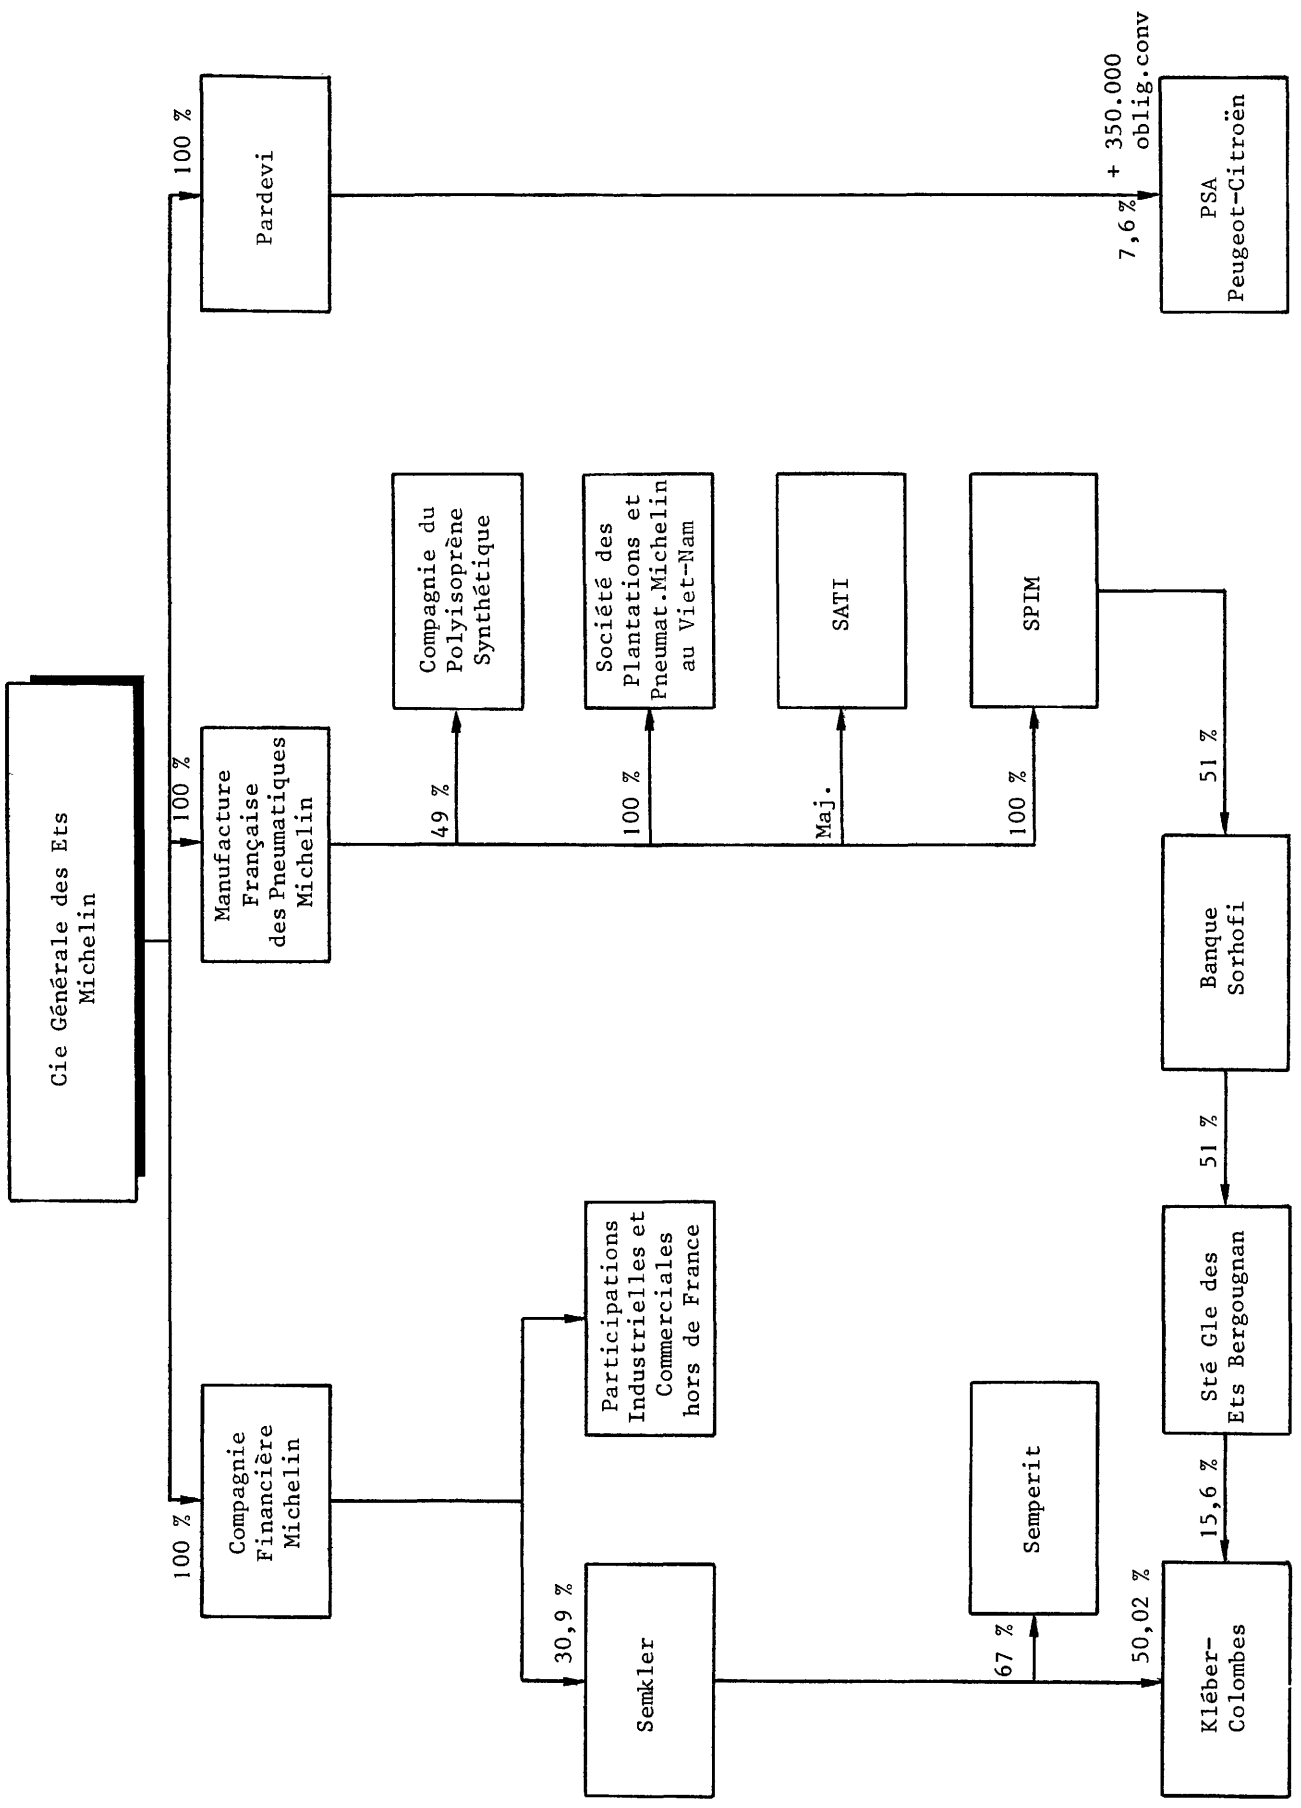 Cie Générale des Ets
Michelin
100 %
Compagnie
Financière
Michelin
100 %
Manufacture
Française
des Pneumatiques
Michelin
100 %
Pardevi
49 %
Compagnie du
Polyisoprène
Synthétique
30,9 %
Semkler
Participations
Industrielles et
Commerciales
hors de France
100 %
Société des
Plantations et
Pneumat.Michelin
au Viet-Nam
Maj.
SATI
67 %
Semperit
100 %
SPIM
50,02 %
Kléber-
Colombes
15,6 %
Sté Gle des
Ets Bergougnan
51 %
Banque
Sorhofi
51 %
7,6 %
+ 350.000
oblig.conv
PSA
Peugeot-Citroën